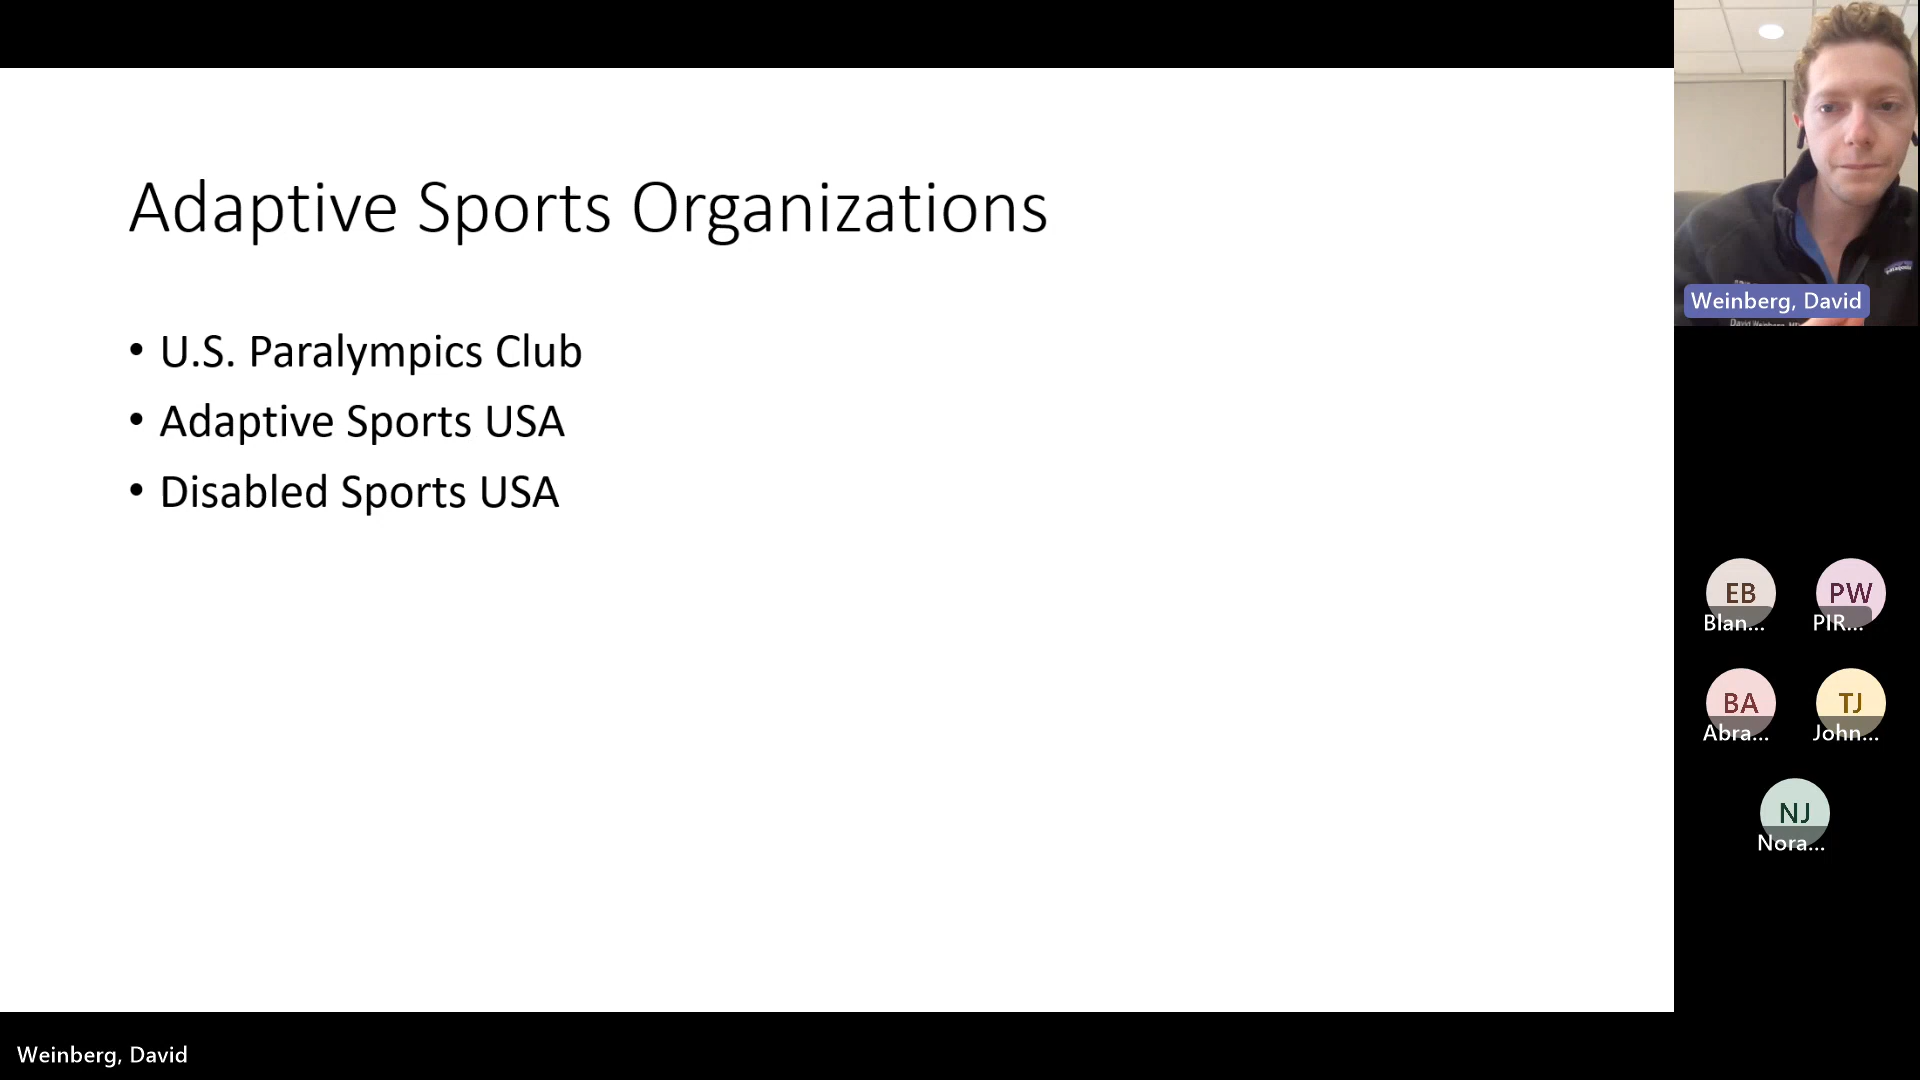 Adaptive Sports Organizations
• U.S. Paralympics Club
• Adaptive Sports USA
• Disabled Sports USA
Weinberg, David
EB
Blan...
PW
PIR...
BA
Abra...
TJ
John...
NJ
Nora...
Weinberg, David